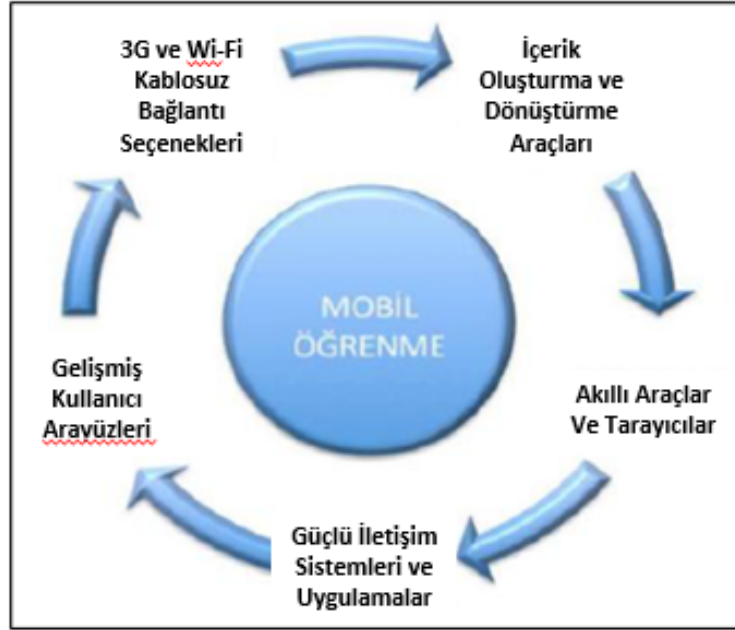 3G ve Wi-Fi
Kablosuz
Bağlantı
Seçenekleri
İçerik
Oluşturma ve
Dönüştürme
Araçları
MOBİL
ÖĞRENME
Gelişmiş
Kullanıcı
Arayüzleri
Akıllı Araçlar
Ve Tarayıcılar
Güçlü İletişim
Sistemleri ve
Uygulamalar